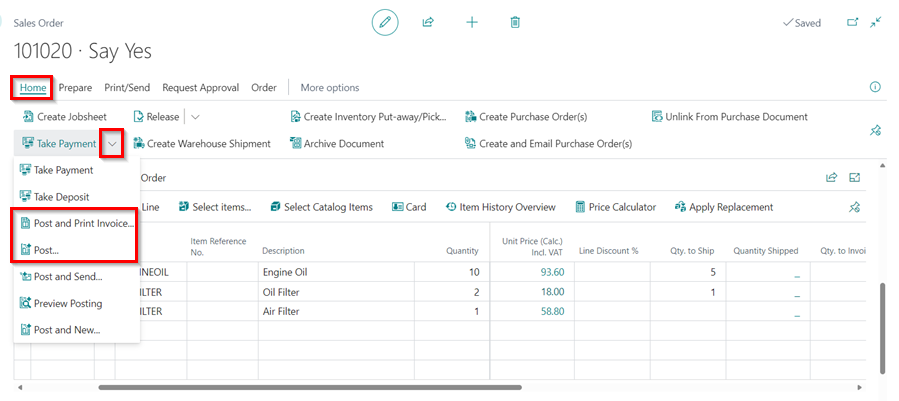 Sales Order
Saved
101020 · Say Yes
Home Prepare Print/Send Request Approval Order More options
Create Jobsheet Release Create Inventory Put-away/Pick... Create Purchase Order(s) Unlink From Purchase Document
Take Payment Create Warehouse Shipment Archive Document Create and Email Purchase Order(s)
Take Payment
Order
Take Deposit
Line Select items... Select Catalog Items Card Item History Overview Price Calculator Apply Replacement
Post and Print Invoice...
Post...
Post and Send...
Preview Posting
Post and New...
Item Reference
No.
Description
Quantity
Unit Price (Calc.)
Incl. VAT
Line Discount %
Qty. to Ship
Quantity Shipped
Qty. to Invoi
NEOIL Engine Oil 10 93.60 5 _
ILTER Oil Filter 2 18.00 1 _
ILTER Air Filter 1 58.80 _